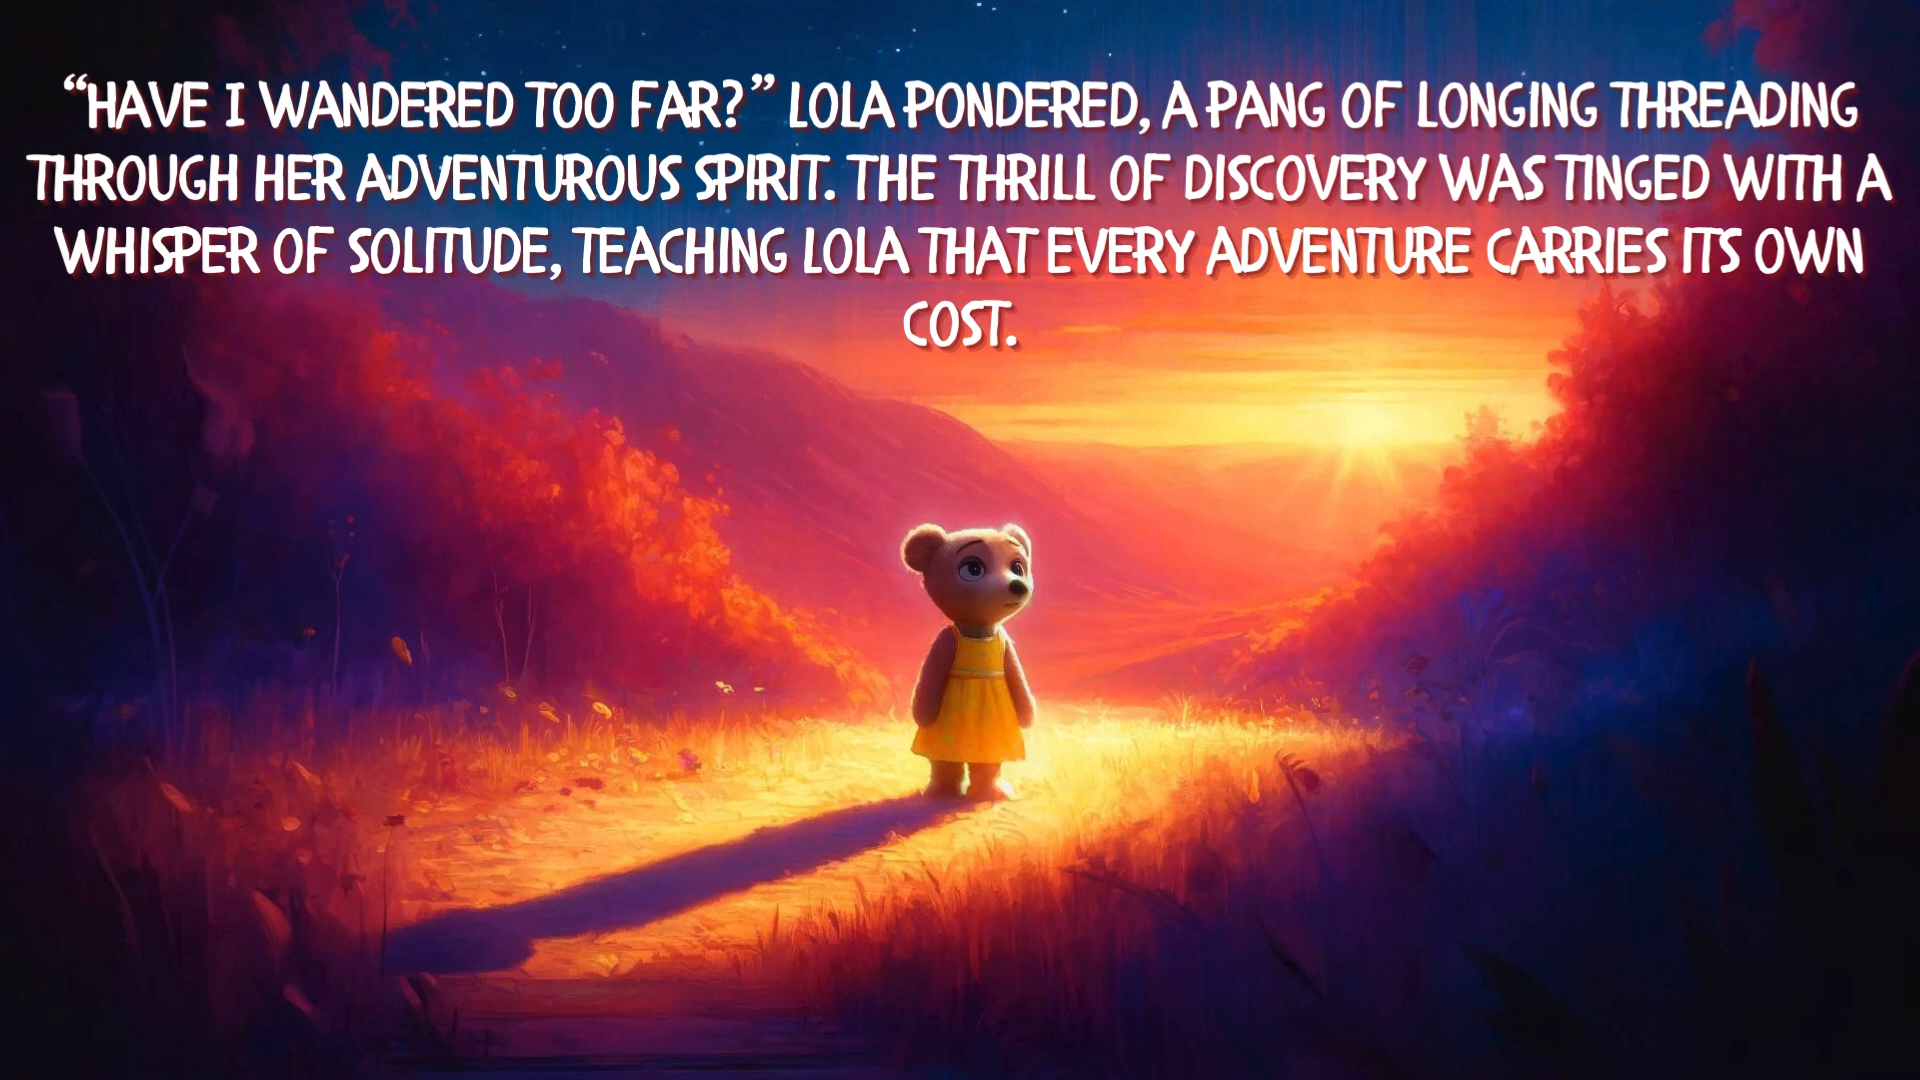 “HAVE I WANDERED TOO FAR?” LOLA PONDERED, A PANG OF LONGING THREADING
THROUGH HER ADVENTUROUS SPIRIT. THE THRILL OF DISCOVERY WAS TINGED WITH A
WHISPER OF SOLITUDE, TEACHING LOLA THAT EVERY ADVENTURE CARRIES ITS OWN
COST.